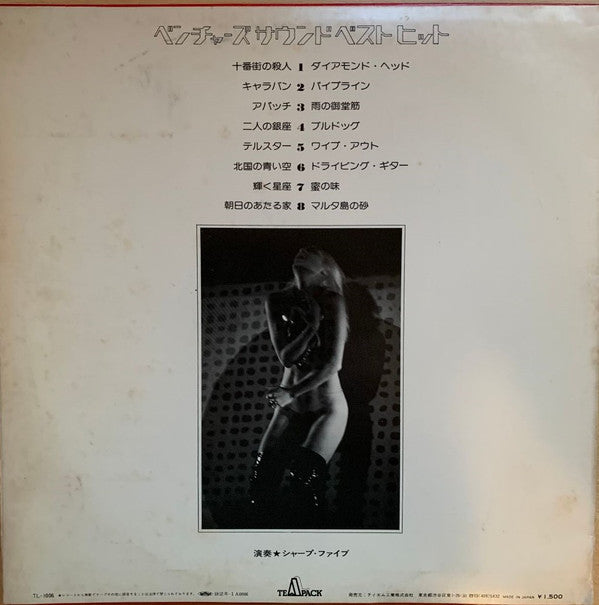 ベンチャーズサウンドベストヒット
十番街の殺人 1 ダイアモンド・ヘッド
キャラバン 2 パイプライン
アパッチ 3 雨の御堂筋
二人の銀座 4 ブルドッグ
テルスター 5 ワイプ・アウト
北国の青い空 6 ドライビング・ギター
輝く星座 7 蜜の味
朝日のあたる家 8 マルタ島の砂
演奏★シャープ・ファイブ
TEAPACK
MADE IN JAPAN ¥1,500